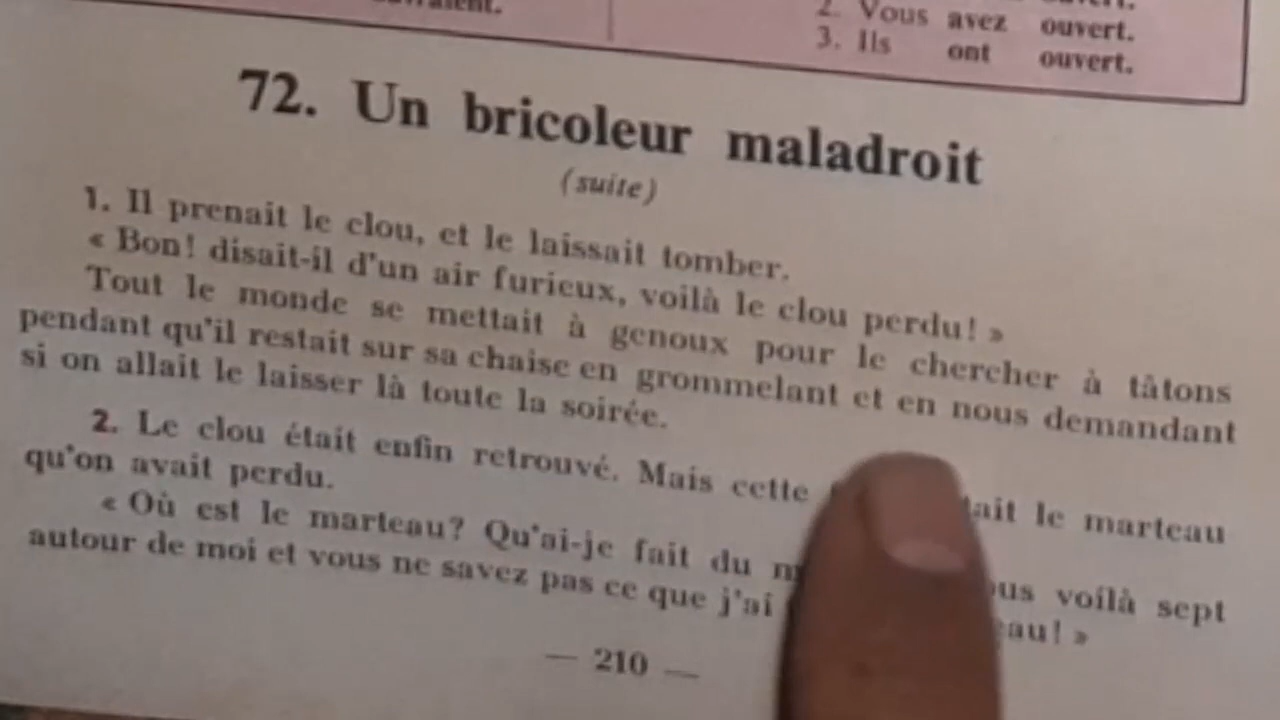 2. Vous avez ouvert.
3. Ils ont ouvert.
72. Un bricoleur maladroit
(suite)
1. Il prenait le clou, et le laissait tomber.
« Bon! disait-il d'un air furieux, voilà le clou perdu! »
Tout le monde se mettait à genoux pour le chercher à tâtons
pendant qu'il restait sur sa chaise en grommelant et en nous demandant
si on allait le laisser là toute la soirée.
2. Le clou était enfin retrouvé. Mais cette le marteau
qu'on avait perdu.
« Où est le marteau? Qu'ai-je fait du voilà sept
autour de moi et vous ne savez pas ce que j'ai
— 210 —